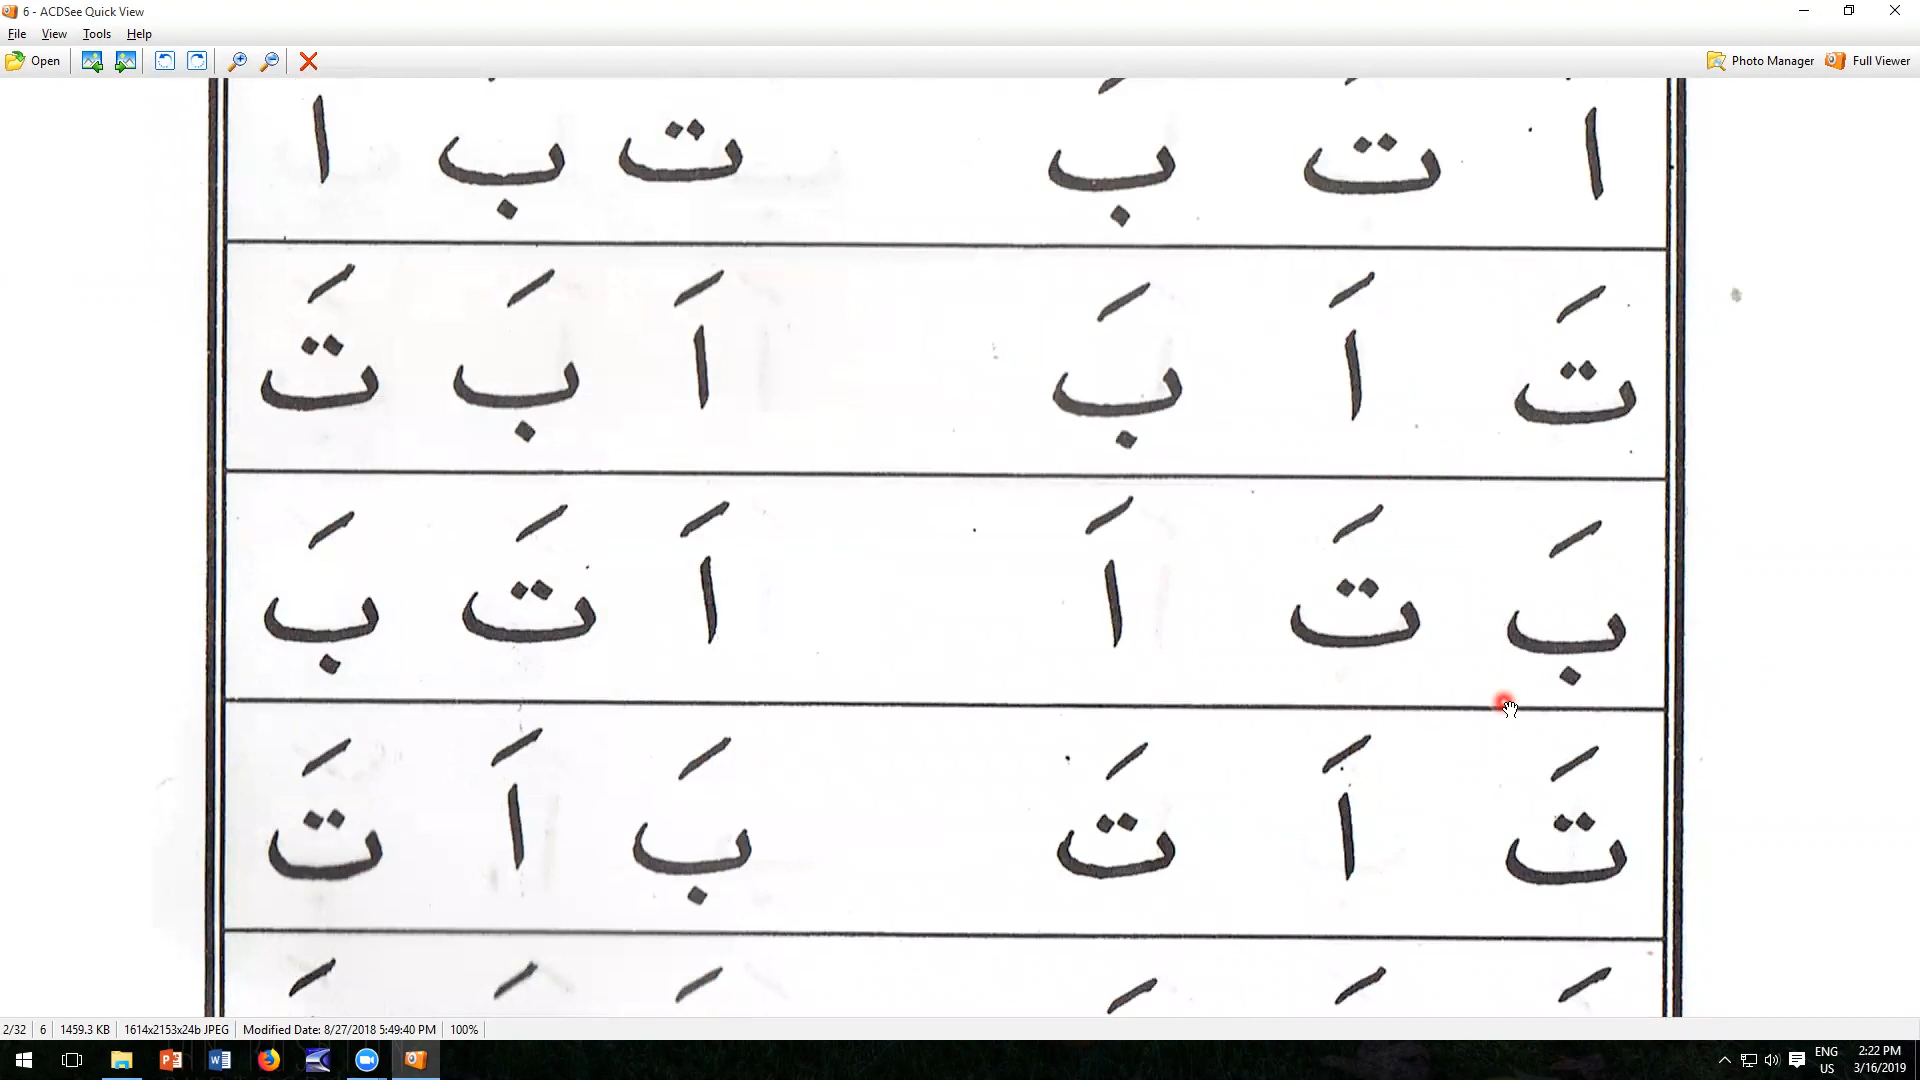 6 - ACDSee Quick View
File View Tools Help
Open Photo Manager Full Viewer
اَ تَ بَ تَ بَ اَ
تَ اَ بَ اَ بَ تَ
بَ تَ اَ اَ تَ بَ
تَ اَ تَ بَ اَ تَ
2/32 6 1459.3 KB 1614x2153x24b JPEG Modified Date: 8/27/2018 5:49:40 PM 100%
ENG 2:22 PM
US 3/16/2019